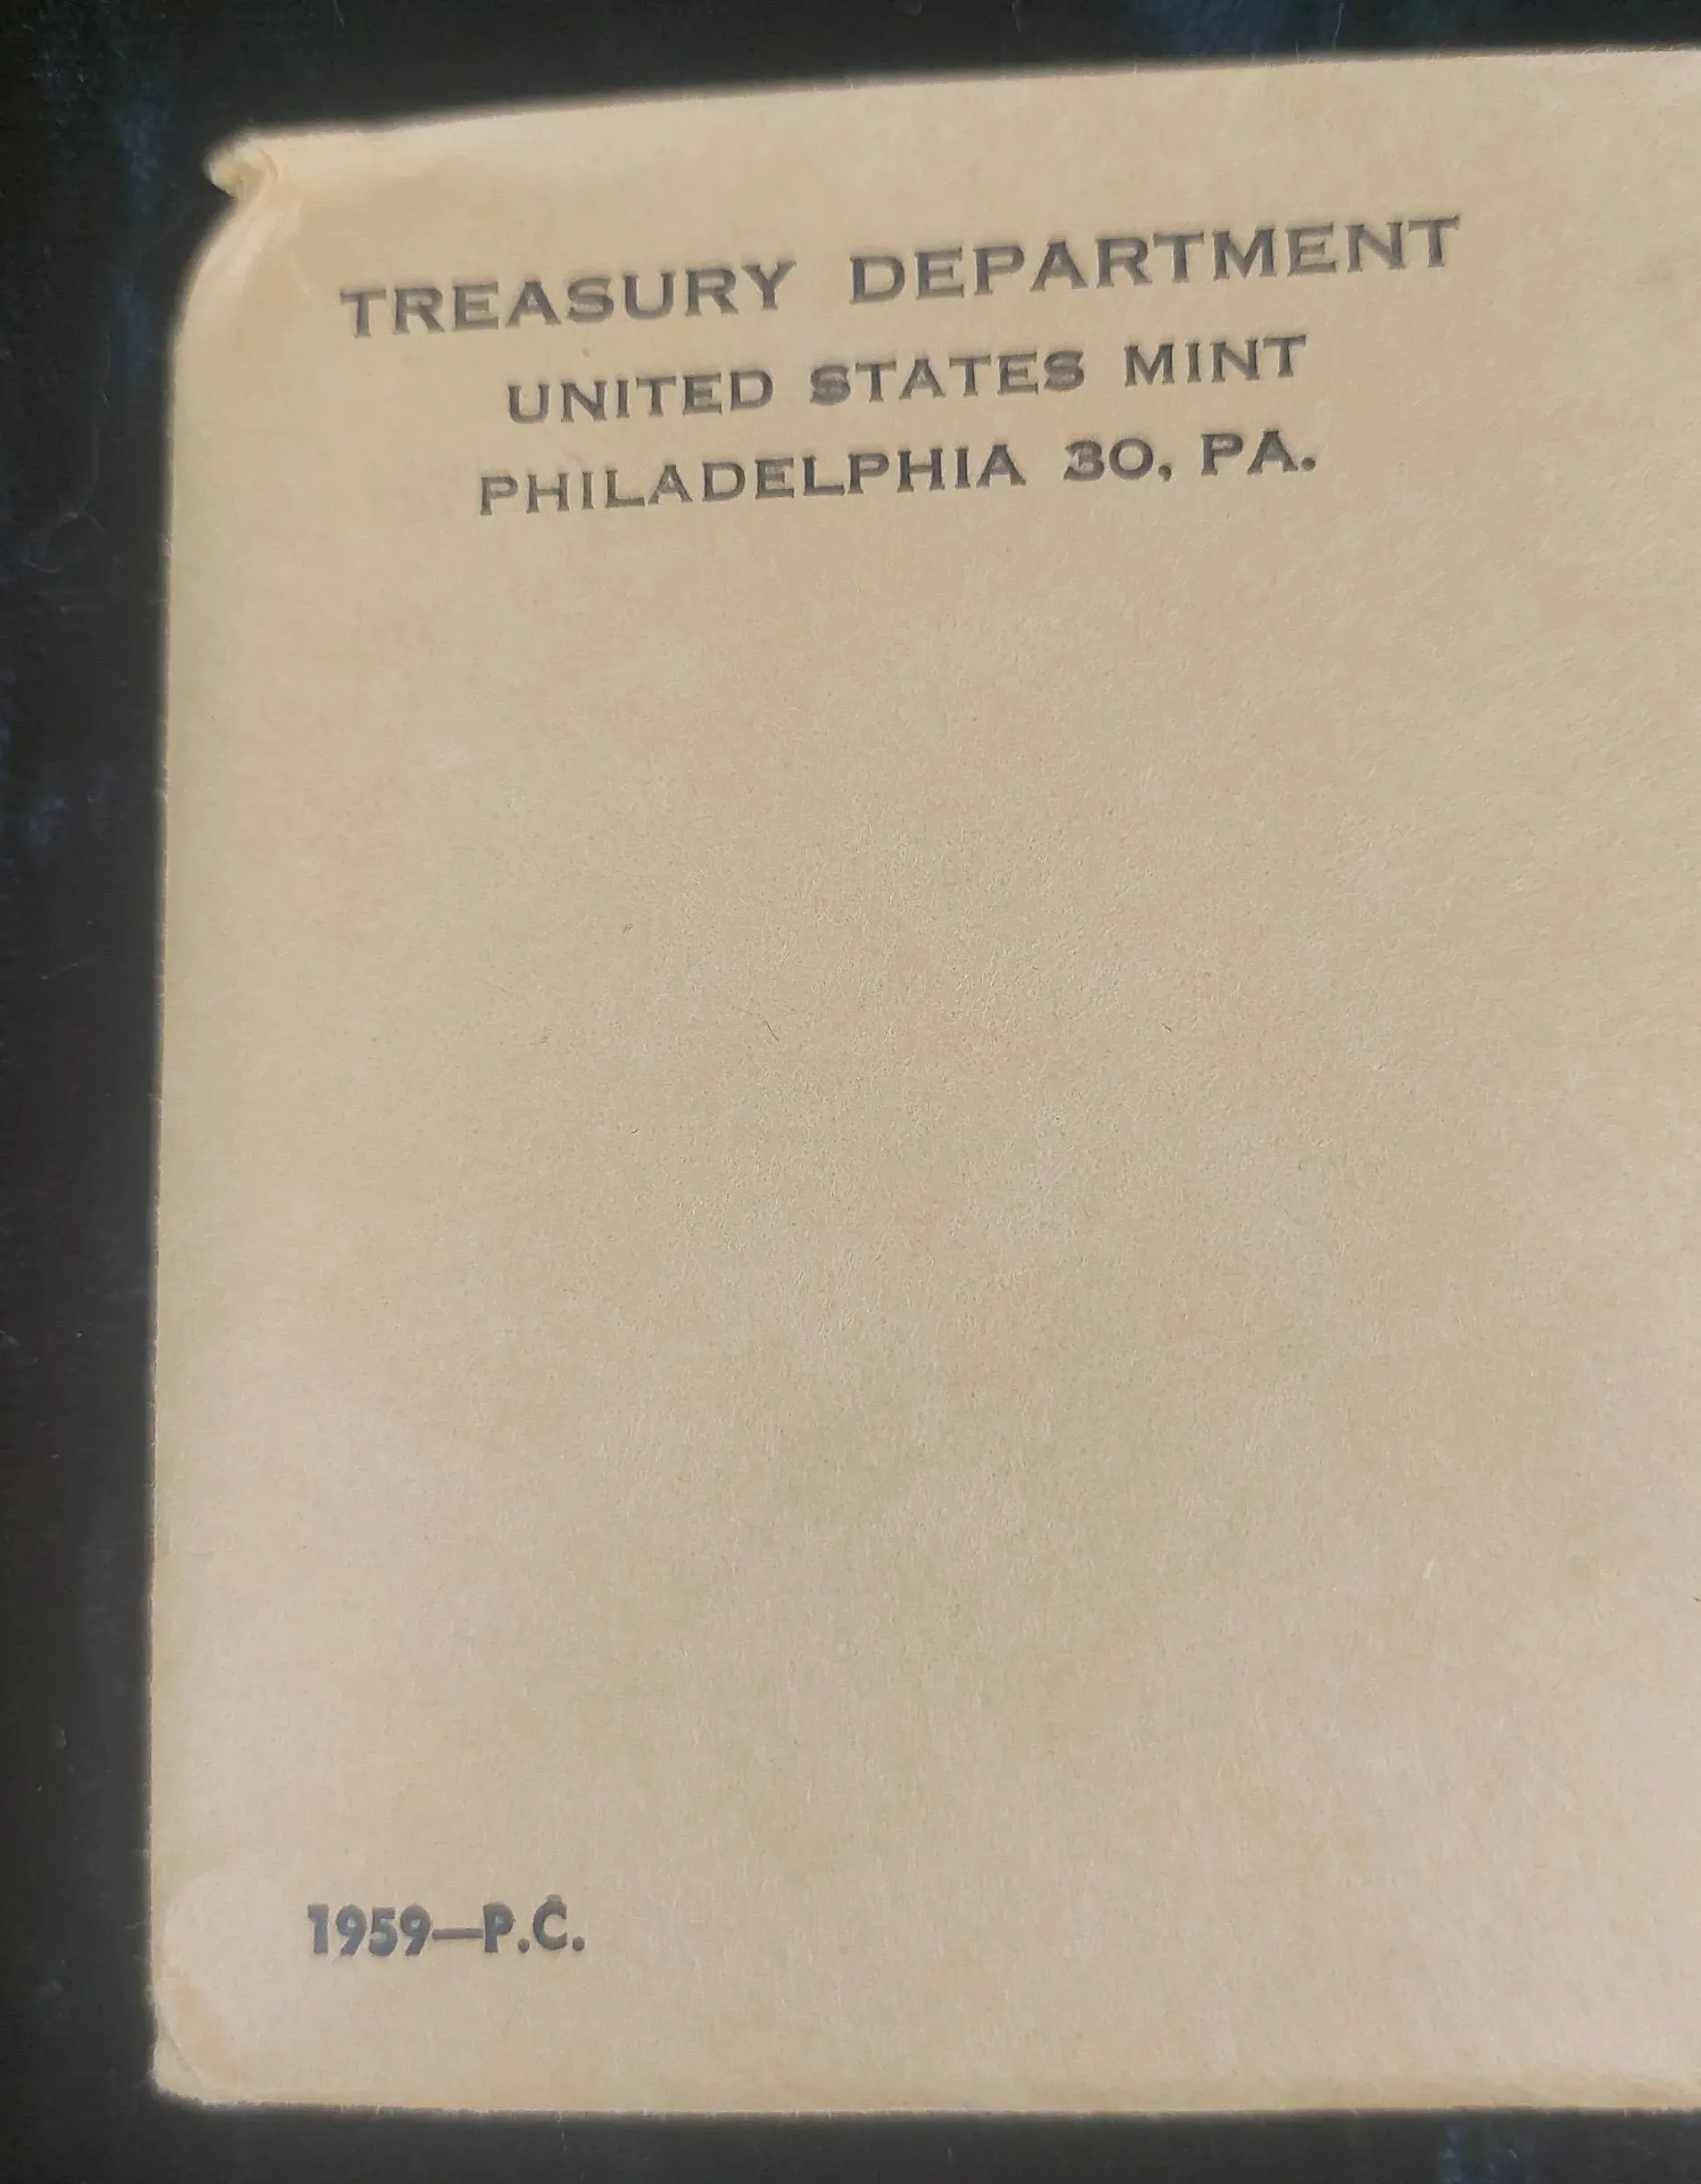 TREASURY DEPARTMENT
UNITED STATES MINT
PHILADELPHIA 30, PA.
1959—P.C.